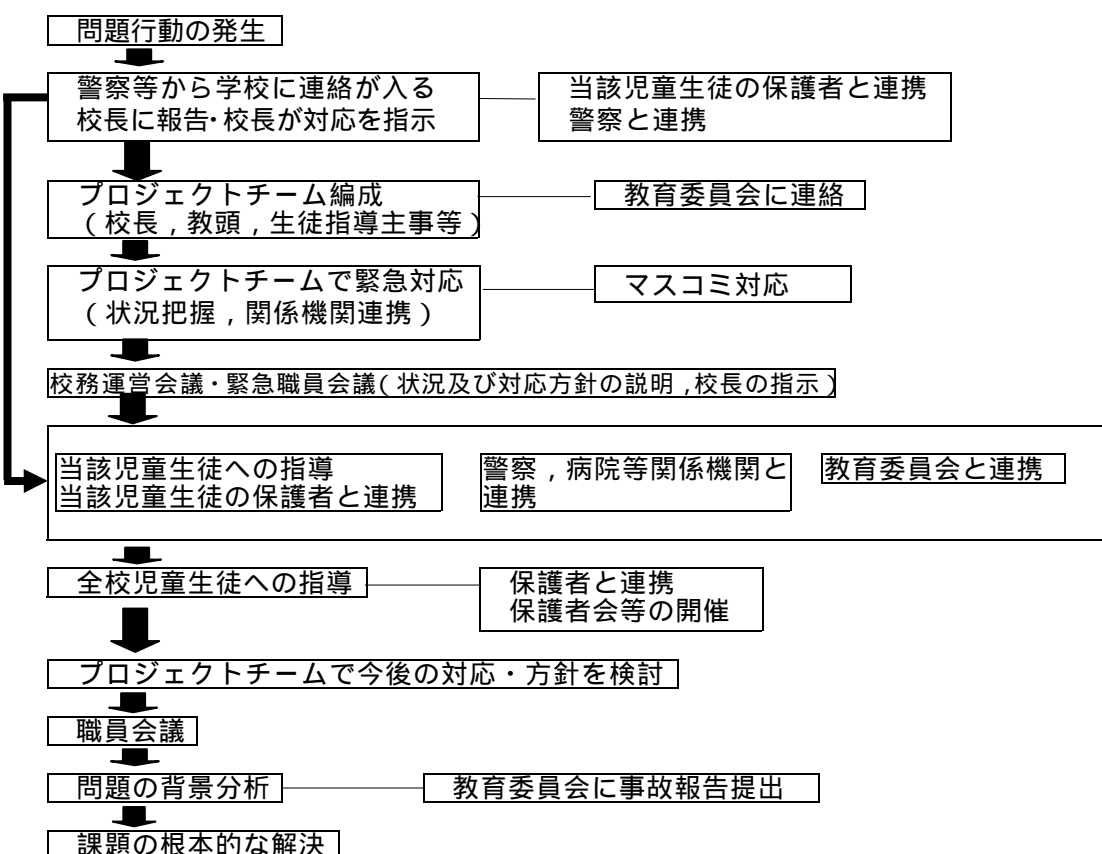 問題行動の発生
警察等から学校に連絡が入る
校長に報告・校長が対応を指示
当該児童生徒の保護者と連携
警察と連携
プロジェクトチーム編成
(校長,教頭,生徒指導主事等)
教育委員会に連絡
プロジェクトチームで緊急対応
(状況把握,関係機関連携)
マスコミ対応
校務運営会議・緊急職員会議(状況及び対応方針の説明,校長の指示)
当該児童生徒への指導
当該児童生徒の保護者と連携
警察,病院等関係機関と
連携
教育委員会と連携
全校児童生徒への指導
保護者と連携
保護者会等の開催
プロジェクトチームで今後の対応・方針を検討
職員会議
問題の背景分析
教育委員会に事故報告提出
課題の根本的な解決